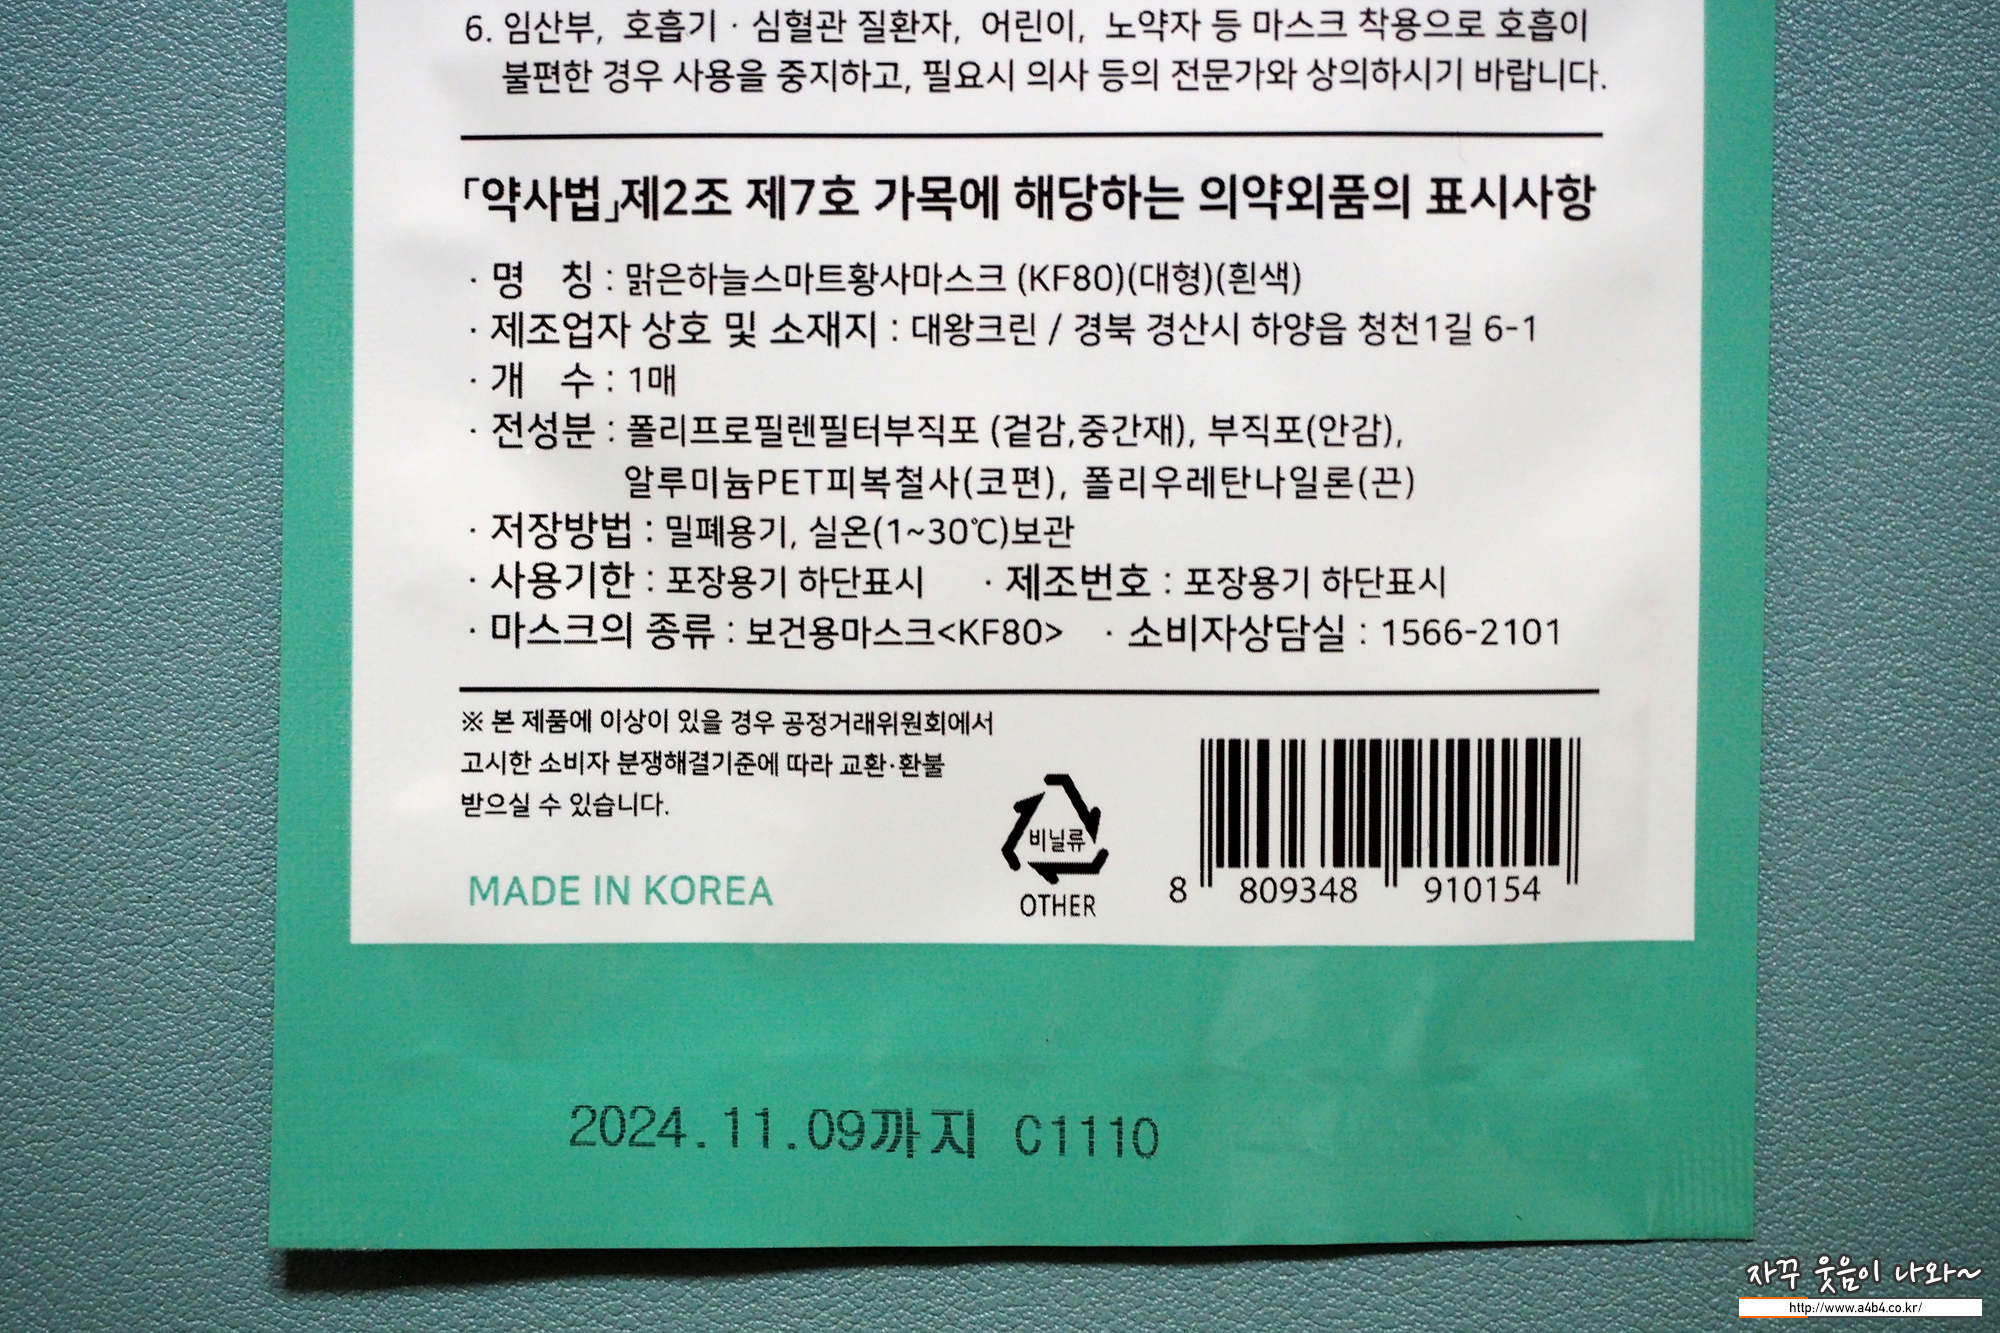 6. 임산부, 호흡기 · 심혈관 질환자, 어린이, 노약자 등 마스크 착용으로 호흡이
불편한 경우 사용을 중지하고, 필요시 의사 등의 전문가와 상의하시기 바랍니다.
「약사법」제2조 제7호 가목에 해당하는 의약외품의 표시사항
· 명 칭 : 맑은하늘스마트황사마스크 (KF80)(대형)(흰색)
· 제조업자 상호 및 소재지 : 대왕크린 / 경북 경산시 하양읍 청천1길 6-1
· 개 수 : 1매
· 전성분 : 폴리프로필렌필터부직포 (겉감,중간재), 부직포(안감),
알루미늄PET피복철사(코편), 폴리우레탄나일론(끈)
· 저장방법 : 밀폐용기, 실온(1~30℃)보관
· 사용기한 : 포장용기 하단표시 · 제조번호 : 포장용기 하단표시
· 마스크의 종류 : 보건용마스크<KF80> · 소비자상담실 : 1566-2101
※ 본 제품에 이상이 있을 경우 공정거래위원회에서
고시한 소비자 분쟁해결기준에 따라 교환·환불
받으실 수 있습니다.
MADE IN KOREA
비닐류
OTHER
8 809348 910154
2024.11.09까지 C1110
자꾸 웃음이 나와~
http://www.a4b4.co.kr/